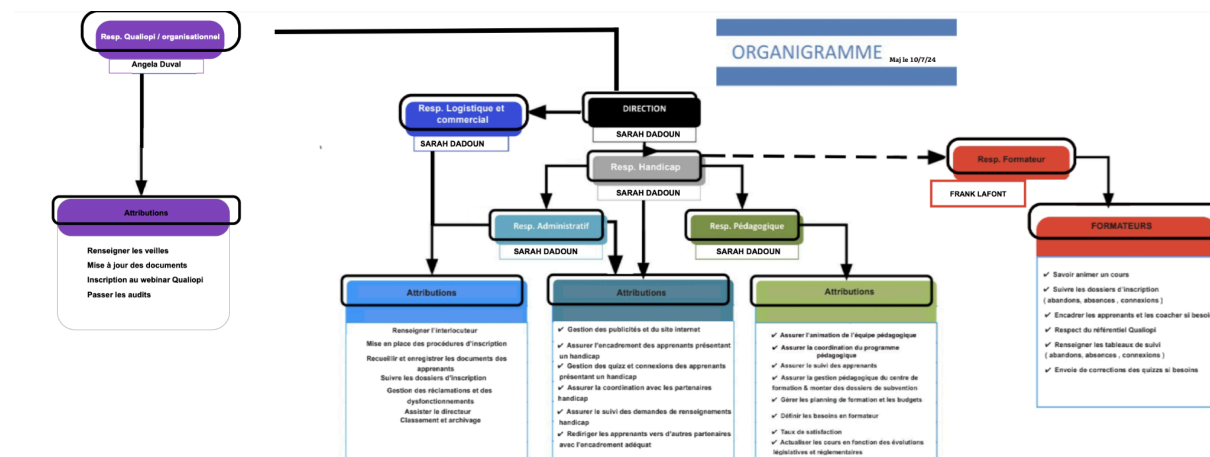 Resp. Qualiopi / organisationnel
Angela Duval
Attributions
Renseigner les veilles
Mise à jour des documents
Inscription au webinar Qualiopi
Passer les audits
ORGANIGRAMME
Maj le 10/7/24
DIRECTION
SARAH DADOUN
Resp. Logistique et
commercial
SARAH DADOUN
Resp. Handicap
SARAH DADOUN
Resp. Formateur
FRANK LAFONT
Resp. Administratif
SARAH DADOUN
Resp. Pédagogique
SARAH DADOUN
Attributions
Renseigner l'interlocuteur
Mise en place des procédures d'inscription
Recueillir et enregistrer les documents des
apprenants
Suivre les dossiers d'inscription
Gestion des réclamations et des
dysfonctionnements
Assister le directeur
Classement et archivage
Attributions
✔ Gestion des publicités et du site internet
✔ Assurer l'encadrement des apprenants présentant
un handicap
✔ Gestion des quizz et connexions des apprenants
présentant un handicap
✔ Assurer la coordination avec les partenaires
handicap
✔ Assurer le suivi des demandes de renseignements
handicap
✔ Rediriger les apprenants vers d'autres partenaires
avec l'encadrement adéquat
Attributions
✔ Assurer l'animation de l'équipe pédagogique
✔ Assurer la coordination du programme
pédagogique
✔ Assurer le suivi des apprenants
✔ Assurer la gestion pédagogique du centre de
formation & monter des dossiers de subvention
✔ Gérer les planning de formation et les budgets
✔ Définir les besoins en formateur
✔ Taux de satisfaction
✔ Actualiser les cours en fonction des évolutions
législatives et réglementaires
FORMATEURS
✔ Savoir animer un cours
✔ Suivre les dossiers d'inscription
( abandons, absences , connexions )
✔ Encadrer les apprenants et les coacher si besoi
✔ Respect du référentiel Qualiopi
✔ Renseigner les tableaux de suivi
( abandons, absences , connexions )
✔ Envoie de corrections des quizzs si besoins